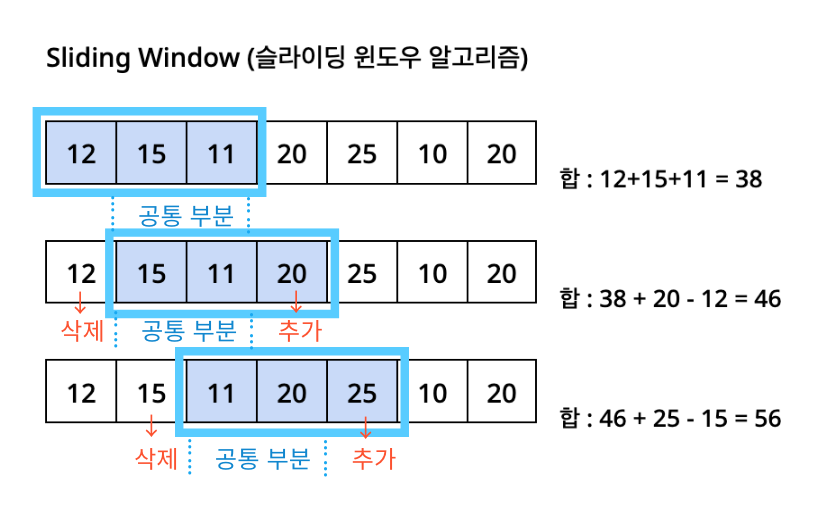 Sliding Window (슬라이딩 윈도우 알고리즘)
12 15 11 20 25 10 20
합 : 12+15+11 = 38
공통 부분
12 15 11 20 25 10 20
합 : 38 + 20 - 12 = 46
삭제 공통 부분 추가
12 15 11 20 25 10 20
합 : 46 + 25 - 15 = 56
삭제 공통 부분 추가